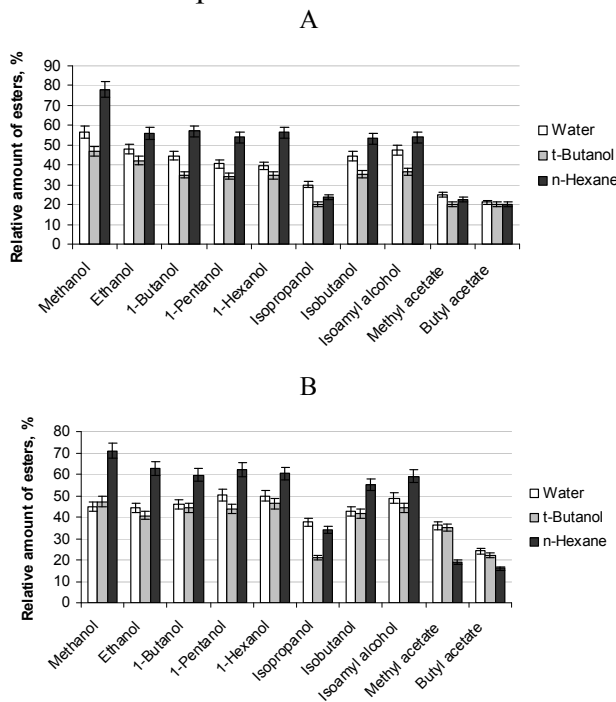 A
Relative amount of esters, %
90
80
70
60
50
40
30
20
10
0
Methanol
Ethanol
1-Butanol
1-Pentanol
1-Hexanol
Isopropanol
Isobutanol
Isoamyl alcohol
Methyl acetate
Butyl acetate
Water
t-Butanol
n-Hexane
B
Relative amount of esters, %
80
70
60
50
40
30
20
10
0
Methanol
Ethanol
1-Butanol
1-Pentanol
1-Hexanol
Isopropanol
Isobutanol
Isoamyl alcohol
Methyl acetate
Butyl acetate
Water
t-Butanol
n-Hexane